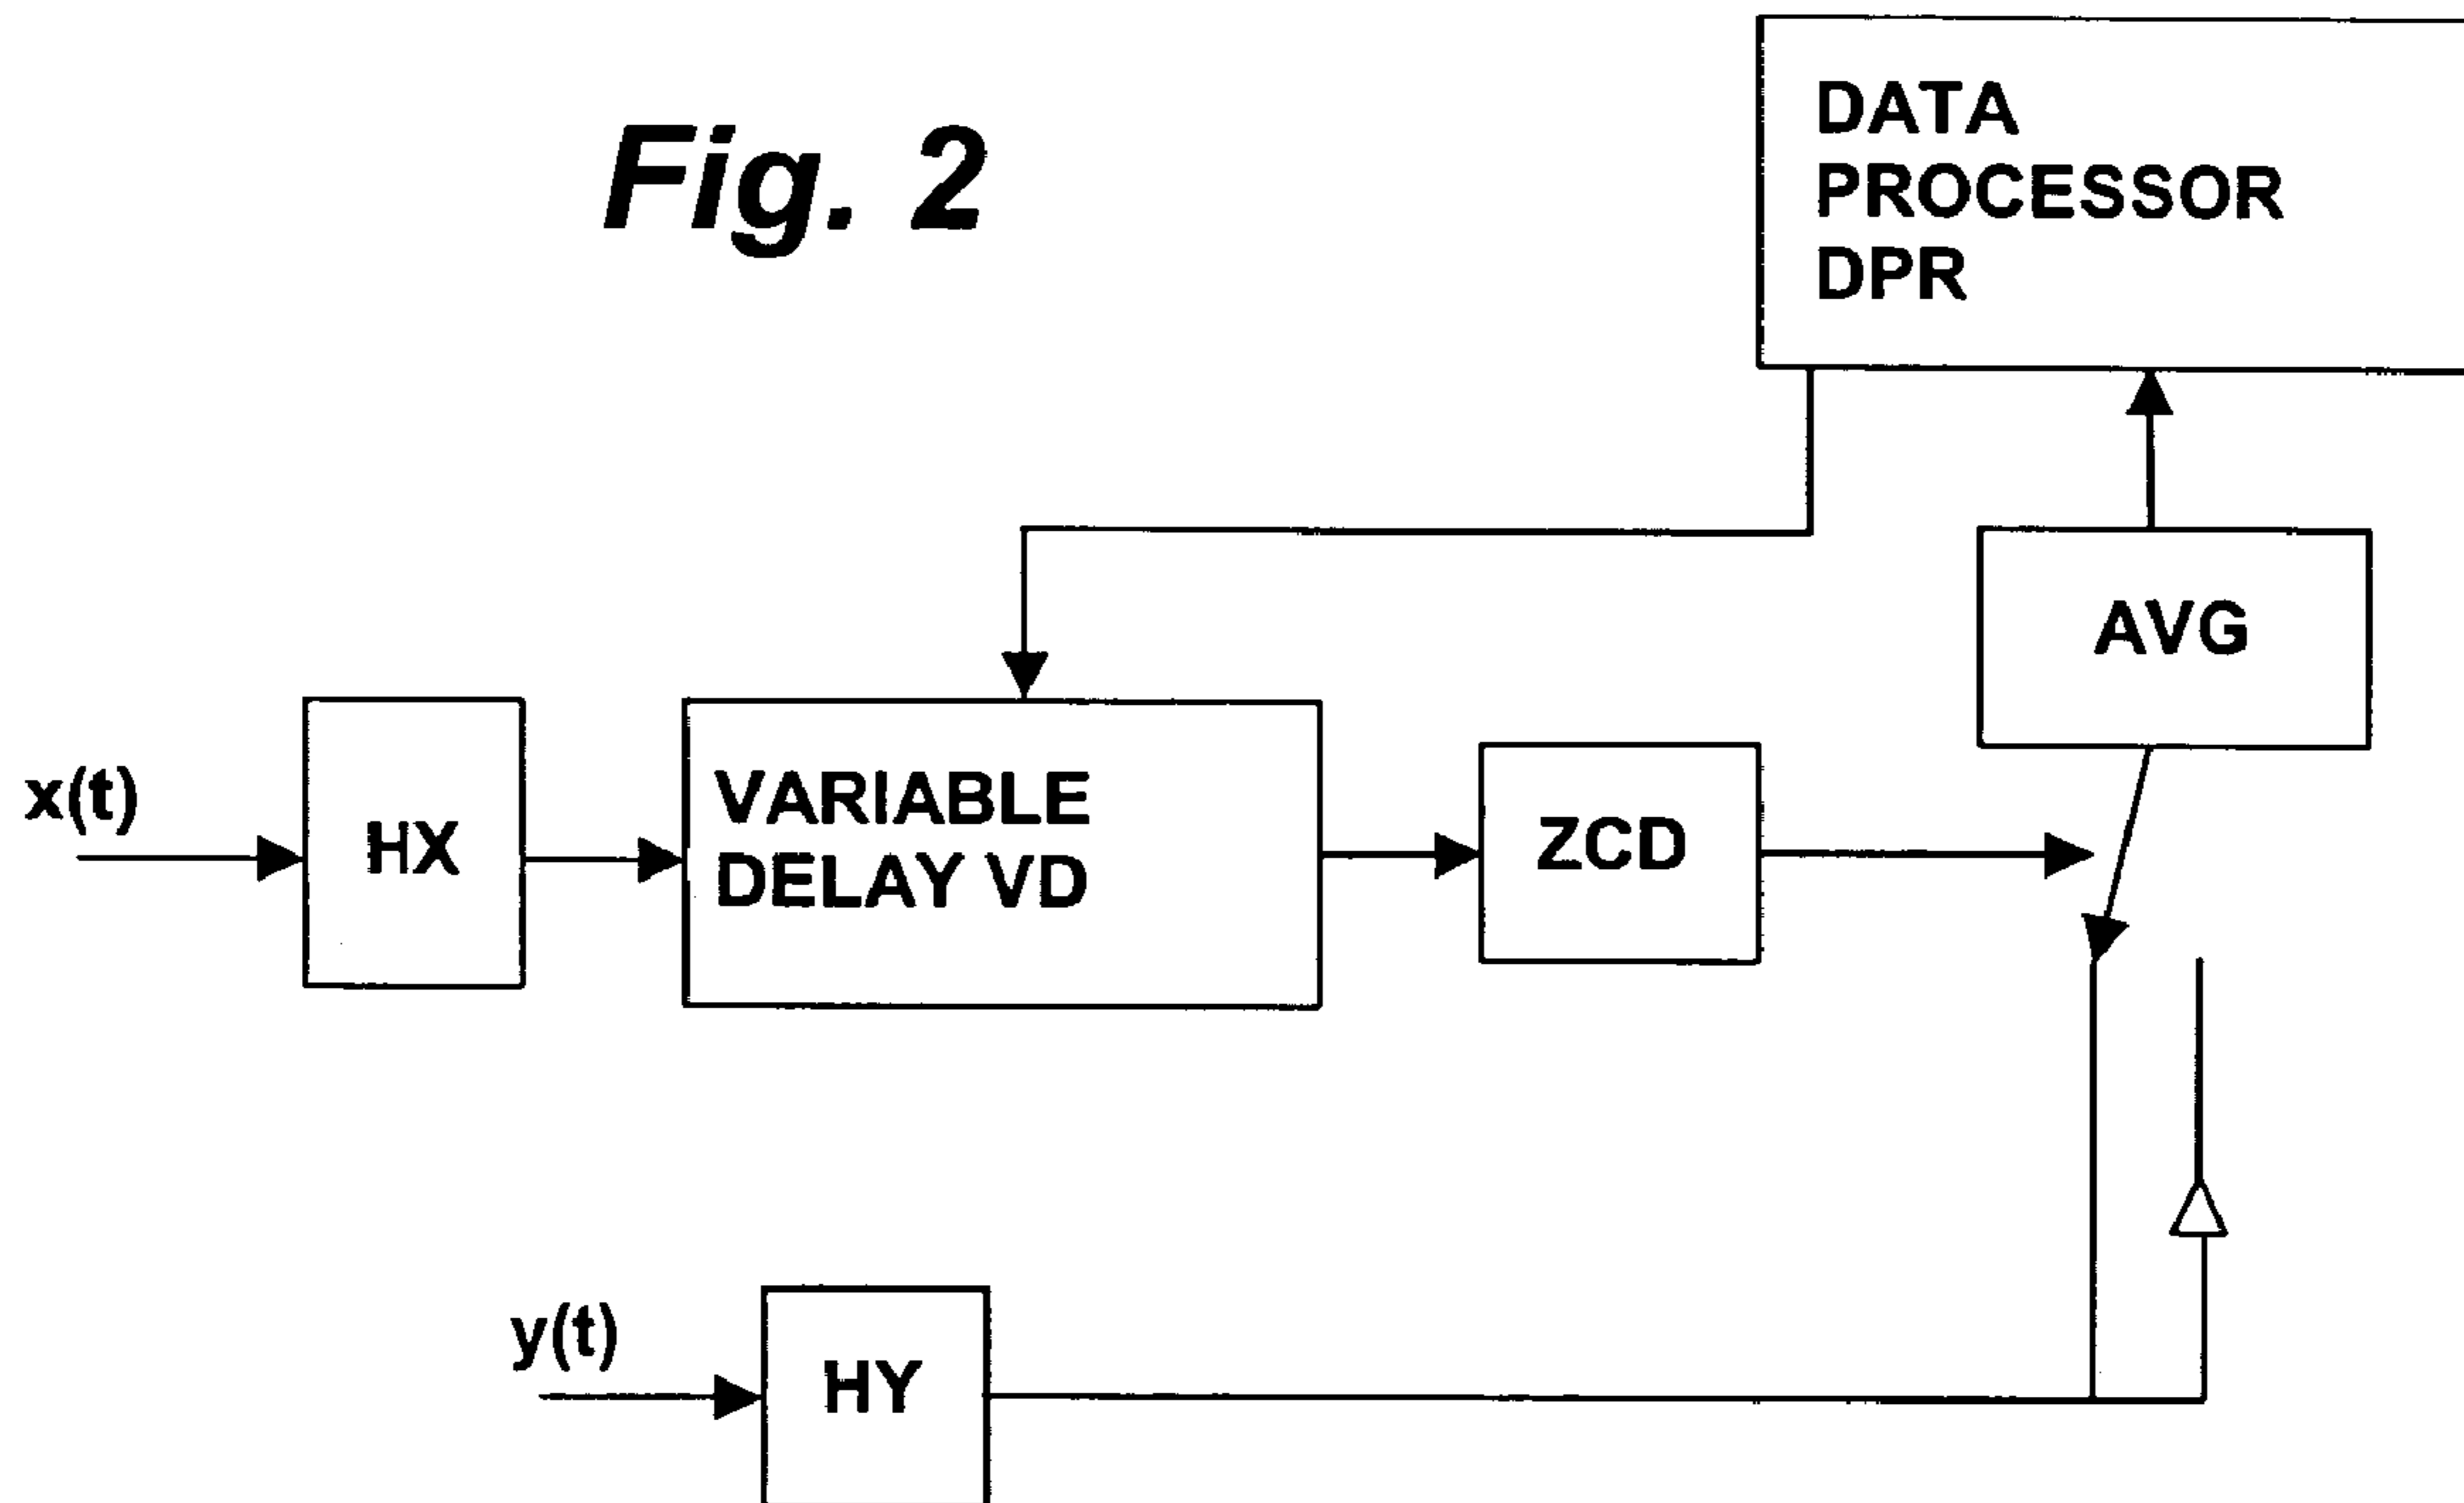 Fig. 2
DATA
PROCESSOR
DPR
AVG
x(t)
HX
VARIABLE
DELAY VD
ZCD
y(t)
HY